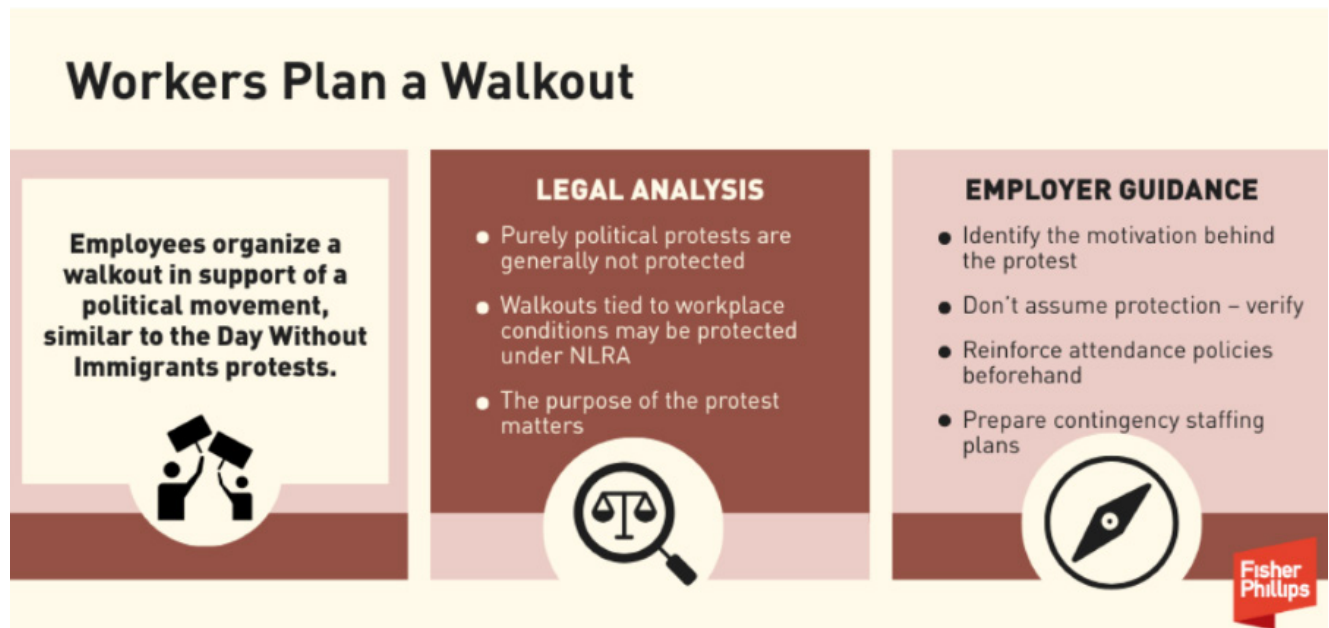 Workers Plan a Walkout
Employees organize a
walkout in support of a
political movement,
similar to the Day Without
Immigrants protests.
LEGAL ANALYSIS
● Purely political protests are
generally not protected
● Walkouts tied to workplace
conditions may be protected
under NLRA
● The purpose of the protest
matters
EMPLOYER GUIDANCE
● Identify the motivation behind
the protest
● Don't assume protection – verify
● Reinforce attendance policies
beforehand
● Prepare contingency staffing
plans
Fisher
Phillips